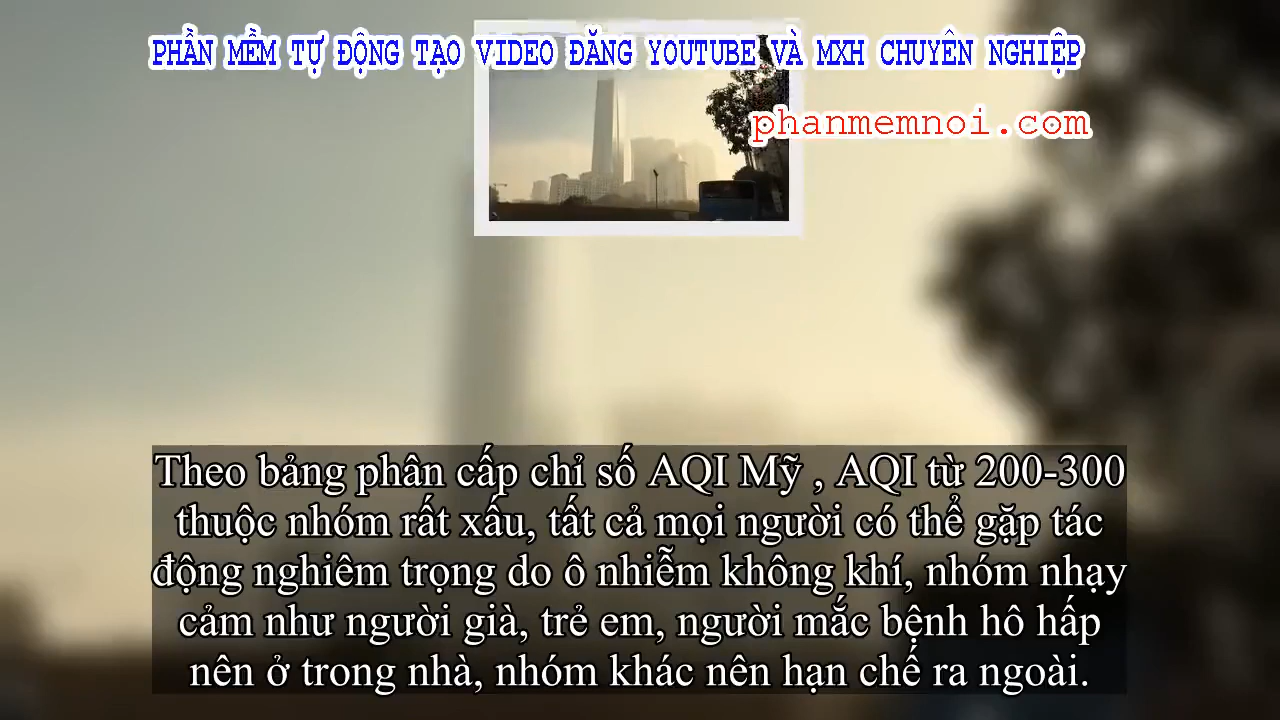 PHẦN MỀM TỰ ĐỘNG TẠO VIDEO ĐĂNG YOUTUBE VÀ MXH CHUYÊN NGHIỆP
phanmemnoi.com
Theo bảng phân cấp chỉ số AQI Mỹ , AQI từ 200-300
thuộc nhóm rất xấu, tất cả mọi người có thể gặp tác
động nghiêm trọng do ô nhiễm không khí, nhóm nhạy
cảm như người già, trẻ em, người mắc bệnh hô hấp
nên ở trong nhà, nhóm khác nên hạn chế ra ngoài.